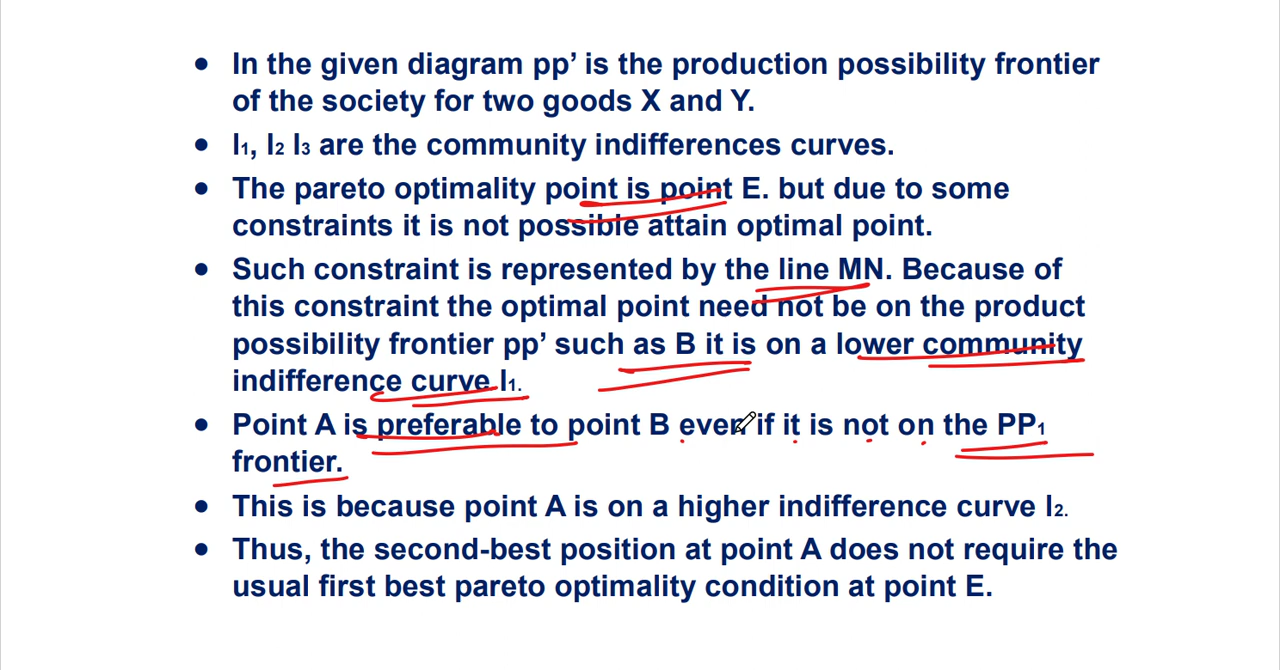 • In the given diagram pp’ is the production possibility frontier
of the society for two goods X and Y.
• I₁, I₂ I₃ are the community indifferences curves.
• The pareto optimality point is point E. but due to some
constraints it is not possible attain optimal point.
• Such constraint is represented by the line MN. Because of
this constraint the optimal point need not be on the product
possibility frontier pp’ such as B it is on a lower community
indifference curve I₁.
• Point A is preferable to point B even if it is not on the PP₁
frontier.
• This is because point A is on a higher indifference curve I₂.
• Thus, the second-best position at point A does not require the
usual first best pareto optimality condition at point E.